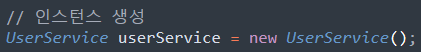 // 인스턴스 생성
UserService userService = new UserService();